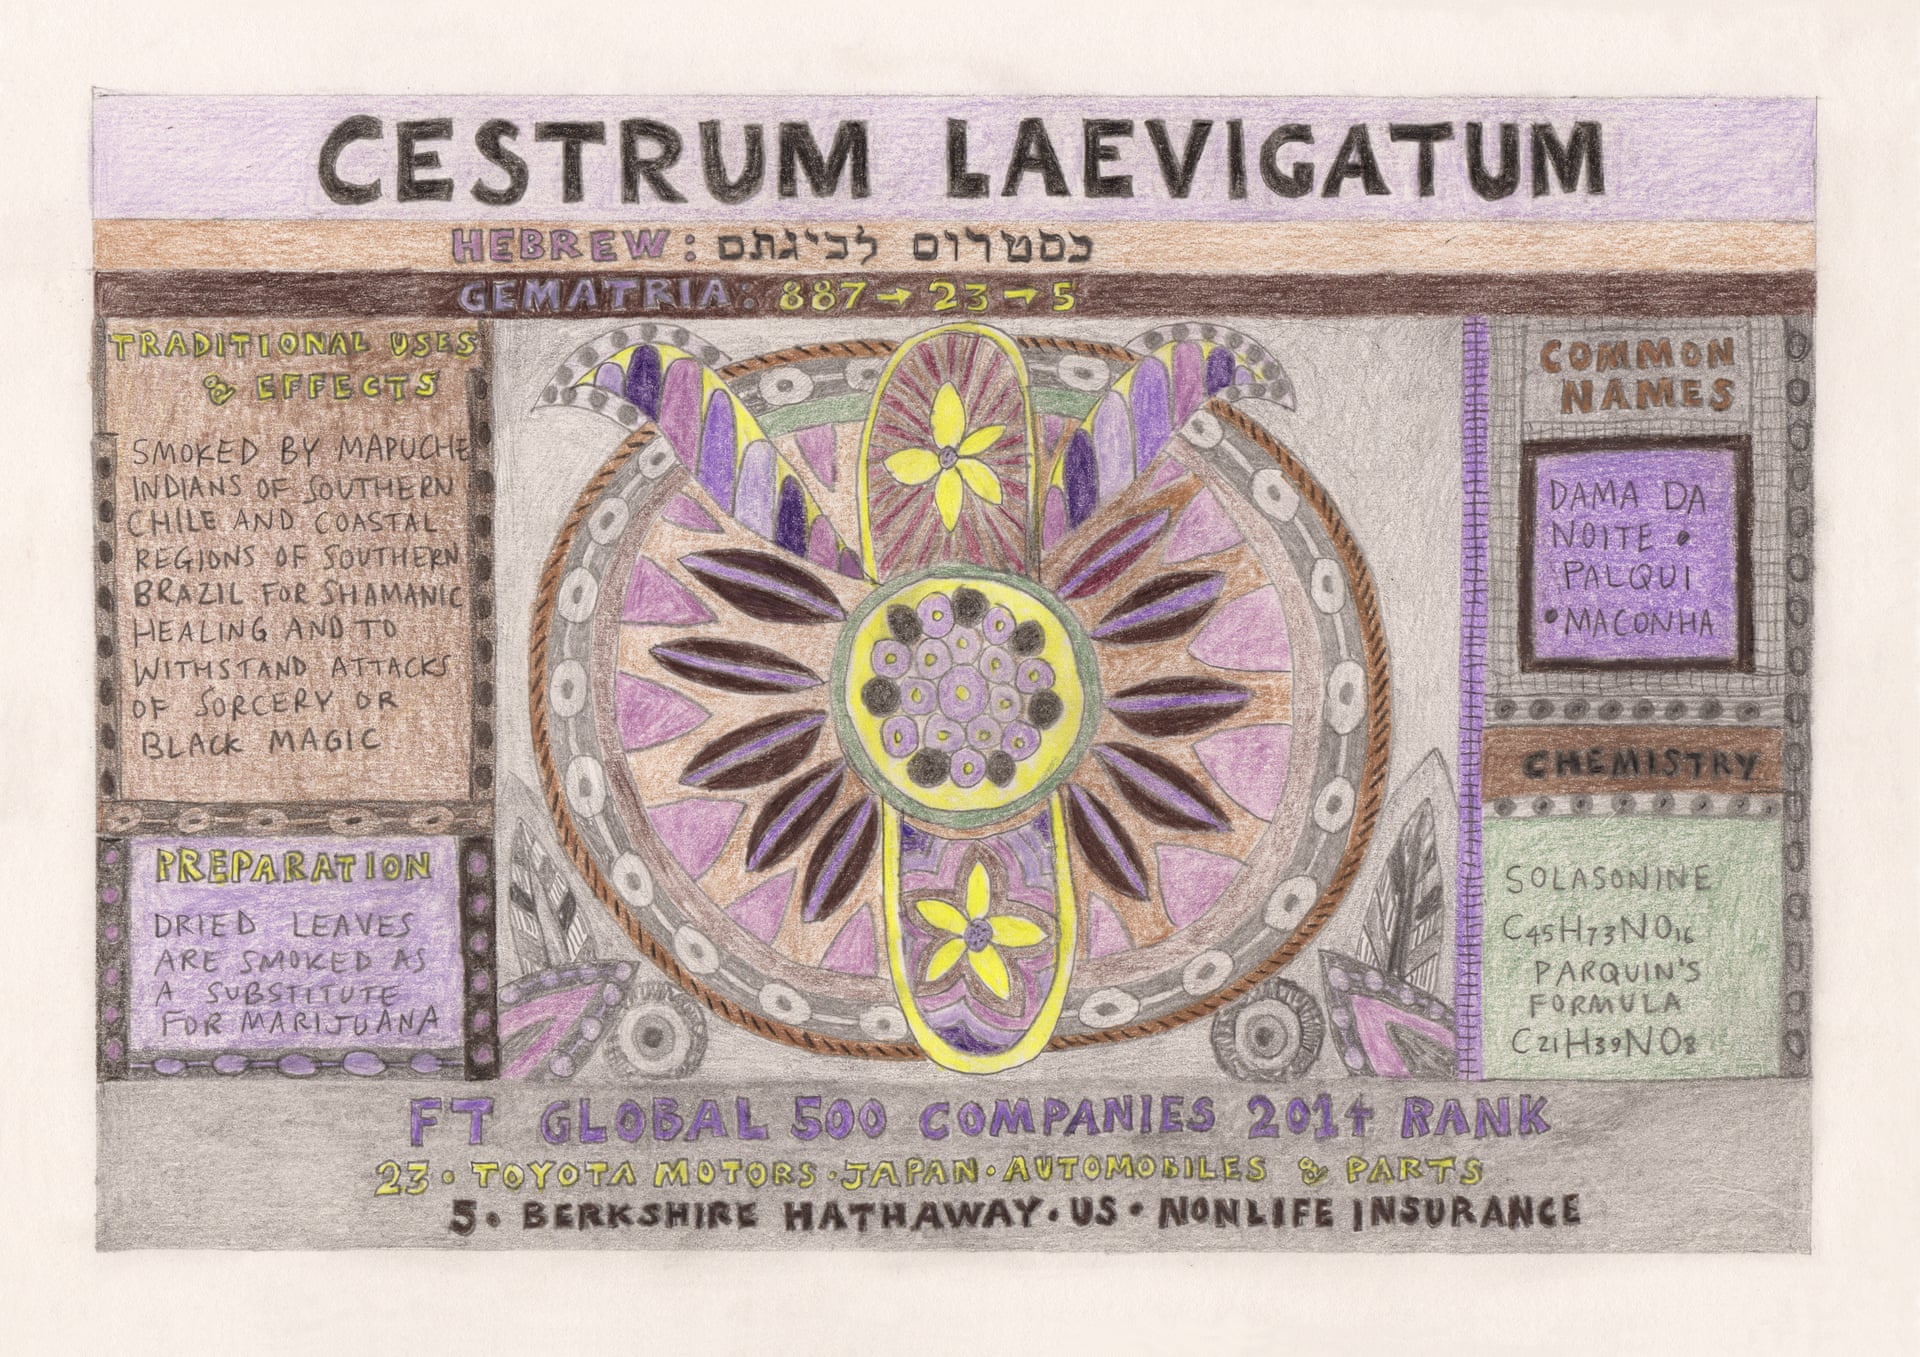 CESTRUM LAEVIGATUM
HEBREW: כסטרום לביגתם
GEMATRIA: 887→23→5
TRADITIONAL USES
& EFFECTS
SMOKED BY MAPUCHE
INDIANS OF SOUTHERN
CHILE AND COASTAL
REGIONS OF SOUTHERN
BRAZIL FOR SHAMANIC
HEALING AND TO
WITHSTAND ATTACKS
OF SORCERY OR
BLACK MAGIC
PREPARATION
DRIED LEAVES
ARE SMOKED AS
A SUBSTITUTE
FOR MARIJUANA
COMMON
NAMES
DAMA DA
NOITE •
PALQUI
• MACONHA
CHEMISTRY
SOLASONINE
C45H73NO16
PARQUIN'S
FORMULA
C21H39NO8
FT GLOBAL 500 COMPANIES 2014 RANK
23 • TOYOTA MOTORS • JAPAN • AUTOMOBILES & PARTS
5 • BERKSHIRE HATHAWAY • US • NONLIFE INSURANCE